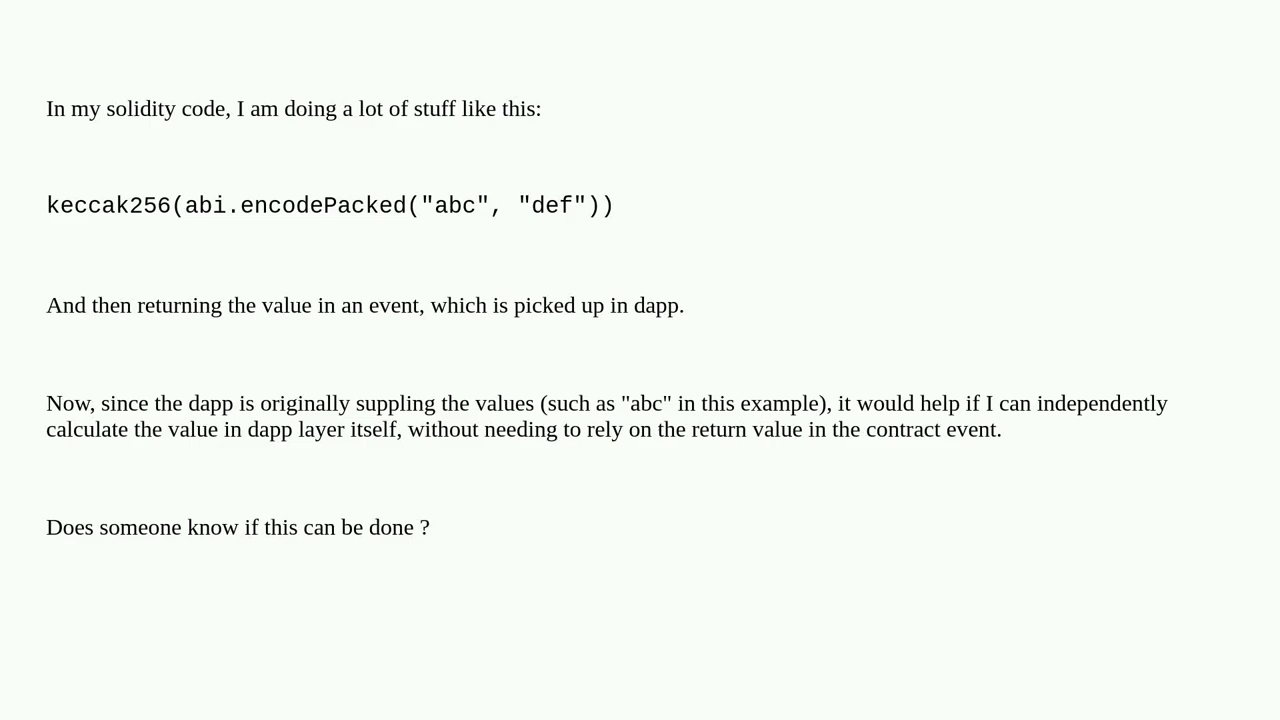 In my solidity code, I am doing a lot of stuff like this:
keccak256(abi.encodePacked("abc", "def"))
And then returning the value in an event, which is picked up in dapp.
Now, since the dapp is originally suppling the values (such as "abc" in this example), it would help if I can independently
calculate the value in dapp layer itself, without needing to rely on the return value in the contract event.
Does someone know if this can be done ?